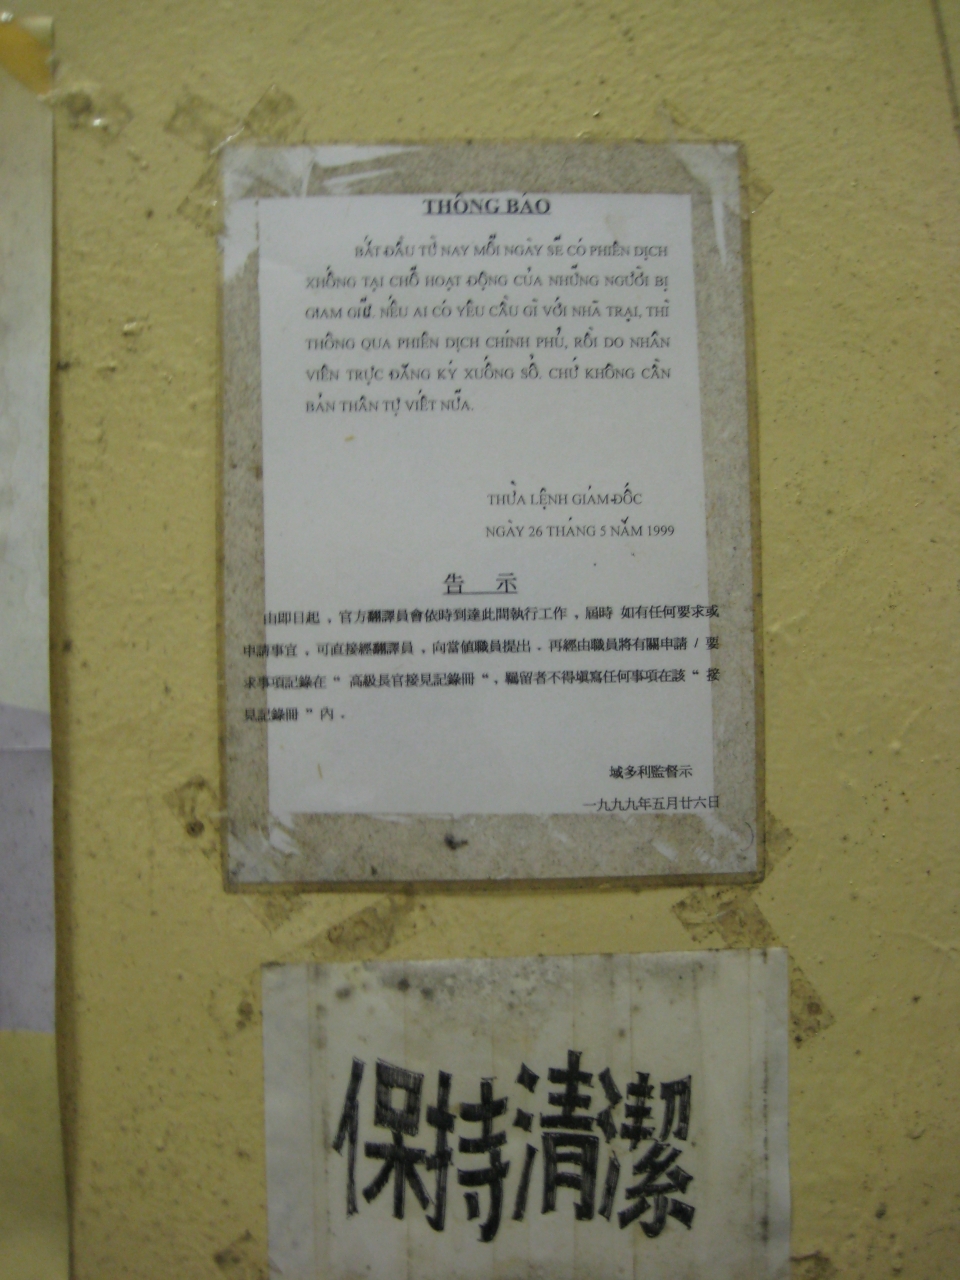 THÔNG BÁO
BẮT ĐẦU TỪ NAY MỖI NGÀY SẼ CÓ PHIÊN DỊCH
XUỐNG TẠI CHỖ HOẠT ĐỘNG CỦA NHỮNG NGƯỜI BỊ
GIAM GIỮ. NẾU AI CÓ YÊU CẦU GÌ VỚI NHÀ TRẠI, THÌ
THÔNG QUA PHIÊN DỊCH CHÍNH PHỦ, RỒI DO NHÂN
VIÊN TRỰC ĐĂNG KÝ XUỐNG SỔ. CHỨ KHÔNG CẦN
BẢN THÂN TỰ VIẾT NỮA.
THỪA LỆNH GIÁM ĐỐC
NGÀY 26 THÁNG 5 NĂM 1999
告 示
由即日起 , 官方翻譯員會依時到達此間執行工作 , 屆時 如有任何要求或
申請事宜 , 可直接經翻譯員 , 向當值職員提出 . 再經由職員將有關申請 / 要
求事項記錄在 “ 高級長官接見記錄冊 “ , 羈留者不得填寫任何事項在該 “ 接
見記錄冊 “ 內 .
域多利監督示
一九九九年五月廿六日
保持清潔